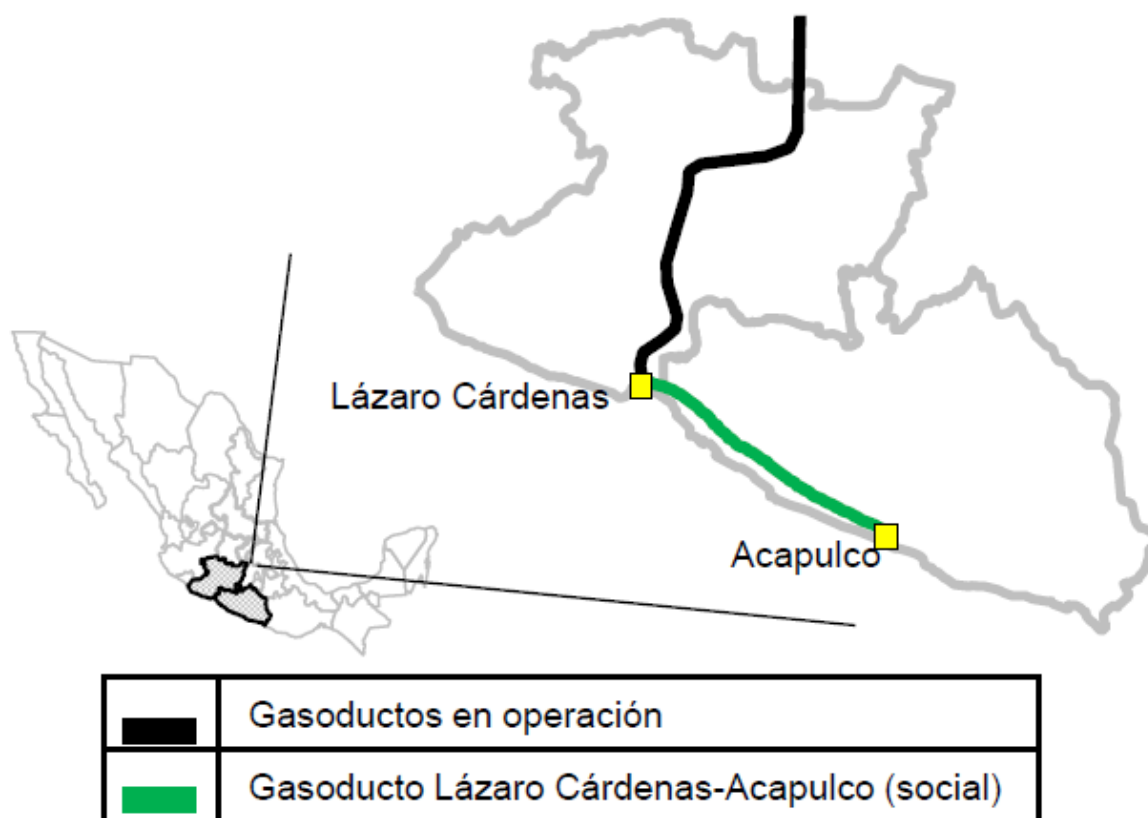 Lázaro Cárdenas
Acapulco
Gasoductos en operación
Gasoducto Lázaro Cárdenas-Acapulco (social)